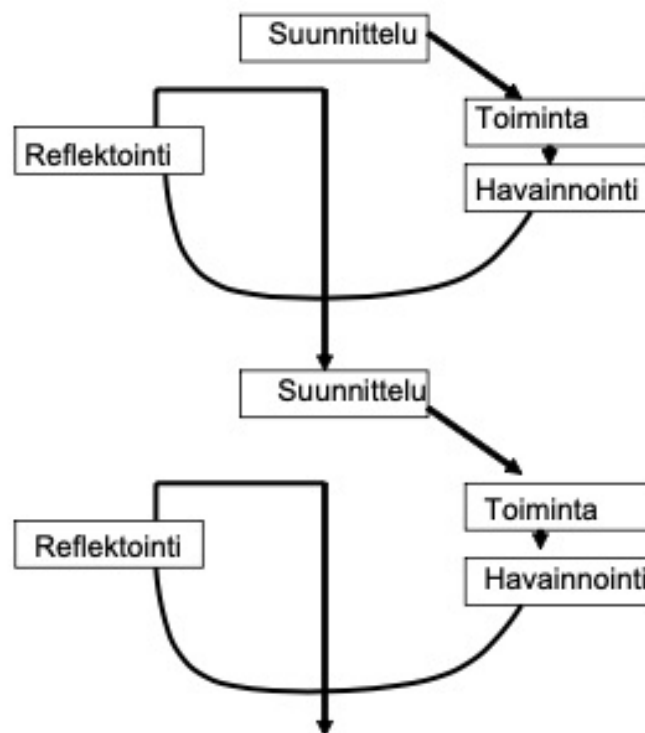 Suunnittelu
Toiminta
Reflektointi
Havainnointi
Suunnittelu
Toiminta
Reflektointi
Havainnointi